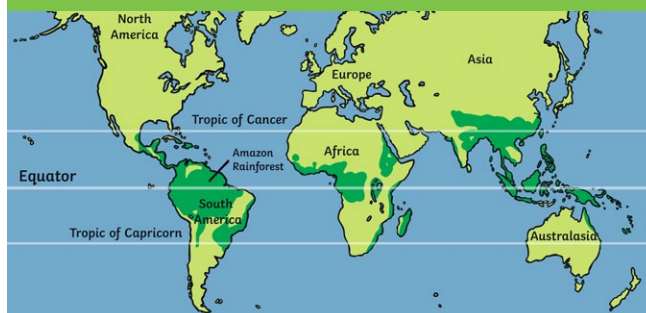 North
America
Europe
Asia
Tropic of Cancer
Africa
Amazon
Rainforest
Equator
South
America
Tropic of Capricorn
Australasia